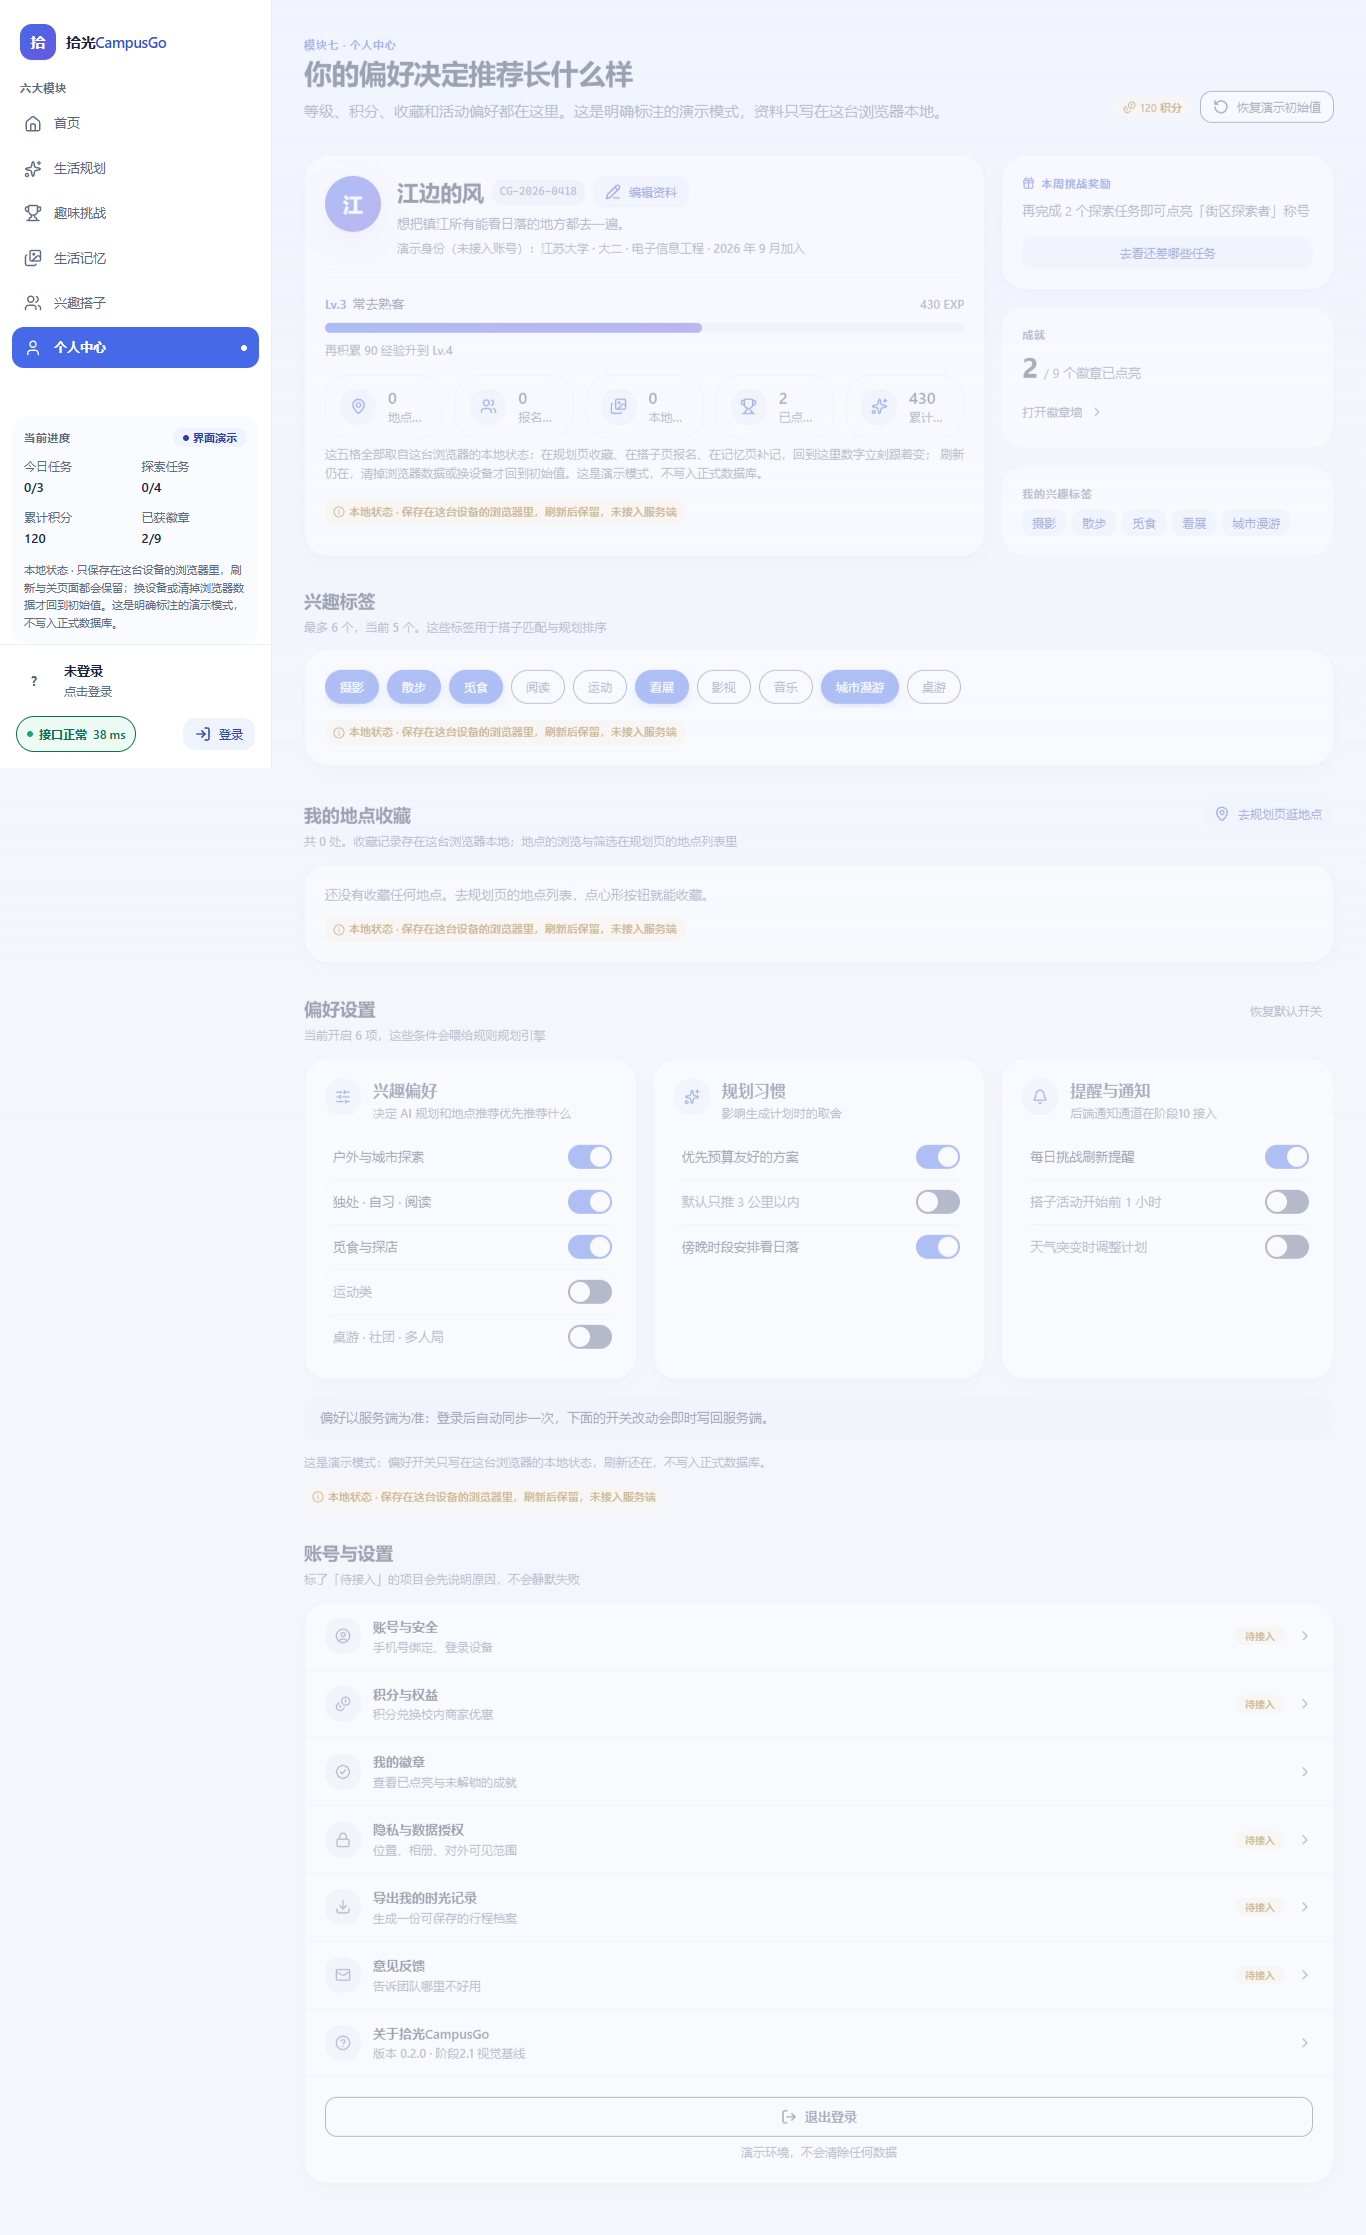 拾 拾光CampusGo
六大模块
首页
生活规划
趣味挑战
生活记忆
兴趣搭子
个人中心
当前进度 界面演示
今日任务 探索任务
0/3 0/4
累计积分 已获徽章
120 2/9
本地状态 · 只保存在这台设备的浏览器里，刷
新与关页面都会保留；换设备或清掉浏览器数
据才回到初始值。这是明确标注的演示模式，
不写入正式数据库。
? 未登录
点击登录
接口正常 38 ms 登录
模块七 · 个人中心
你的偏好决定推荐长什么样
等级、积分、收藏和活动偏好都在这里。这是明确标注的演示模式，资料只写在这台浏览器本地。
120 积分 恢复演示初始值
江 江边的风 CG-2026-0418 编辑资料
想把镇江所有能看日落的地方都去一遍。
演示身份（未接入账号）：江苏大学 · 大二 · 电子信息工程 · 2026 年 9 月加入
Lv.3 常去熟客 430 EXP
再积累 90 经验升到 Lv.4
0 地点...
0 报名...
0 本地...
2 已点...
430 累计...
这五格全部取自这台浏览器的本地状态：在规划页收藏、在搭子页报名、在记忆页补记，回到这里数字立刻跟着变； 刷新
仍在，清掉浏览器数据或换设备才回到初始值。这是演示模式，不写入正式数据库。
本地状态 · 保存在这台设备的浏览器里，刷新后保留，未接入服务端
本周挑战奖励
再完成 2 个探索任务即可点亮「街区探索者」称号
去看还差哪些任务
成就
2 / 9 个徽章已点亮
打开徽章墙
我的兴趣标签
摄影 散步 觅食 看展 城市漫游
兴趣标签
最多 6 个，当前 5 个。这些标签用于搭子匹配与规划排序
摄影 散步 觅食 阅读 运动 看展 影视 音乐 城市漫游 桌游
本地状态 · 保存在这台设备的浏览器里，刷新后保留，未接入服务端
我的地点收藏 去规划页逛地点
共 0 处。收藏记录存在这台浏览器本地；地点的浏览与筛选在规划页的地点列表里
还没有收藏任何地点。去规划页的地点列表，点心形按钮就能收藏。
本地状态 · 保存在这台设备的浏览器里，刷新后保留，未接入服务端
偏好设置 恢复默认开关
当前开启 6 项，这些条件会喂给规则规划引擎
兴趣偏好
决定 AI 规划和地点推荐优先推荐什么
户外与城市探索
独处 · 自习 · 阅读
觅食与探店
运动类
桌游 · 社团 · 多人局
规划习惯
影响生成计划时的取舍
优先预算友好的方案
默认只推 3 公里以内
傍晚时段安排看日落
提醒与通知
后端通知通道在阶段10 接入
每日挑战刷新提醒
搭子活动开始前 1 小时
天气突变时调整计划
偏好以服务端为准：登录后自动同步一次，下面的开关改动会即时写回服务端。
这是演示模式：偏好开关只写在这台浏览器的本地状态，刷新还在，不写入正式数据库。
本地状态 · 保存在这台设备的浏览器里，刷新后保留，未接入服务端
账号与设置
标了「待接入」的项目会先说明原因，不会静默失败
账号与安全
手机号绑定、登录设备 待接入
积分与权益
积分兑换校内商家优惠 待接入
我的徽章
查看已点亮与未解锁的成就
隐私与数据授权
位置、相册、对外可见范围 待接入
导出我的时光记录
生成一份可保存的行程档案 待接入
意见反馈
告诉团队哪里不好用 待接入
关于拾光CampusGo
版本 0.2.0 · 阶段2.1 视觉基线
退出登录
演示环境，不会清除任何数据